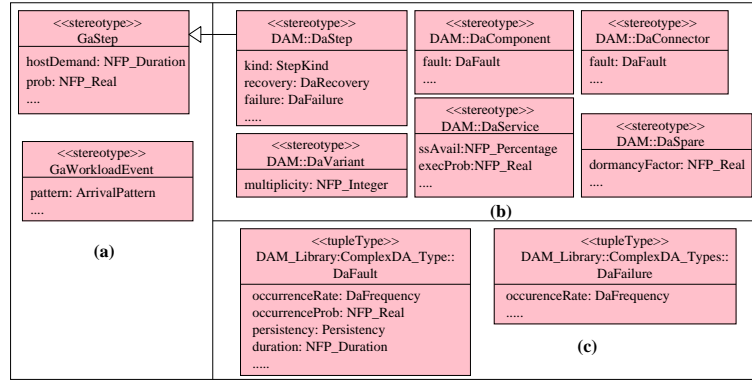 <<stereotype>>
GaStep
hostDemand: NFP_Duration
prob: NFP_Real
....
<<stereotype>>
GaWorkloadEvent
pattern: ArrivalPattern
....
(a)
<<stereotype>>
DAM::DaStep
kind: StepKind
recovery: DaRecovery
failure: DaFailure
.....
<<stereotype>>
DAM::DaComponent
fault: DaFault
....
<<stereotype>>
DAM::DaConnector
fault: DaFault
....
<<stereotype>>
DAM::DaVariant
multiplicity: NFP_Integer
<<stereotype>>
DAM::DaService
ssAvail:NFP_Percentage
execProb:NFP_Real
....
<<stereotype>>
DAM::DaSpare
dormancyFactor: NFP_Real
....
(b)
<<tupleType>>
DAM_Library:ComplexDA_Type::
DaFault
occurrenceRate: DaFrequency
occurrenceProb: NFP_Real
persistency: Persistency
duration: NFP_Duration
.....
<<tupleType>>
DAM_Library::ComplexDA_Types::
DaFailure
occurenceRate: DaFrequency
.....
(c)